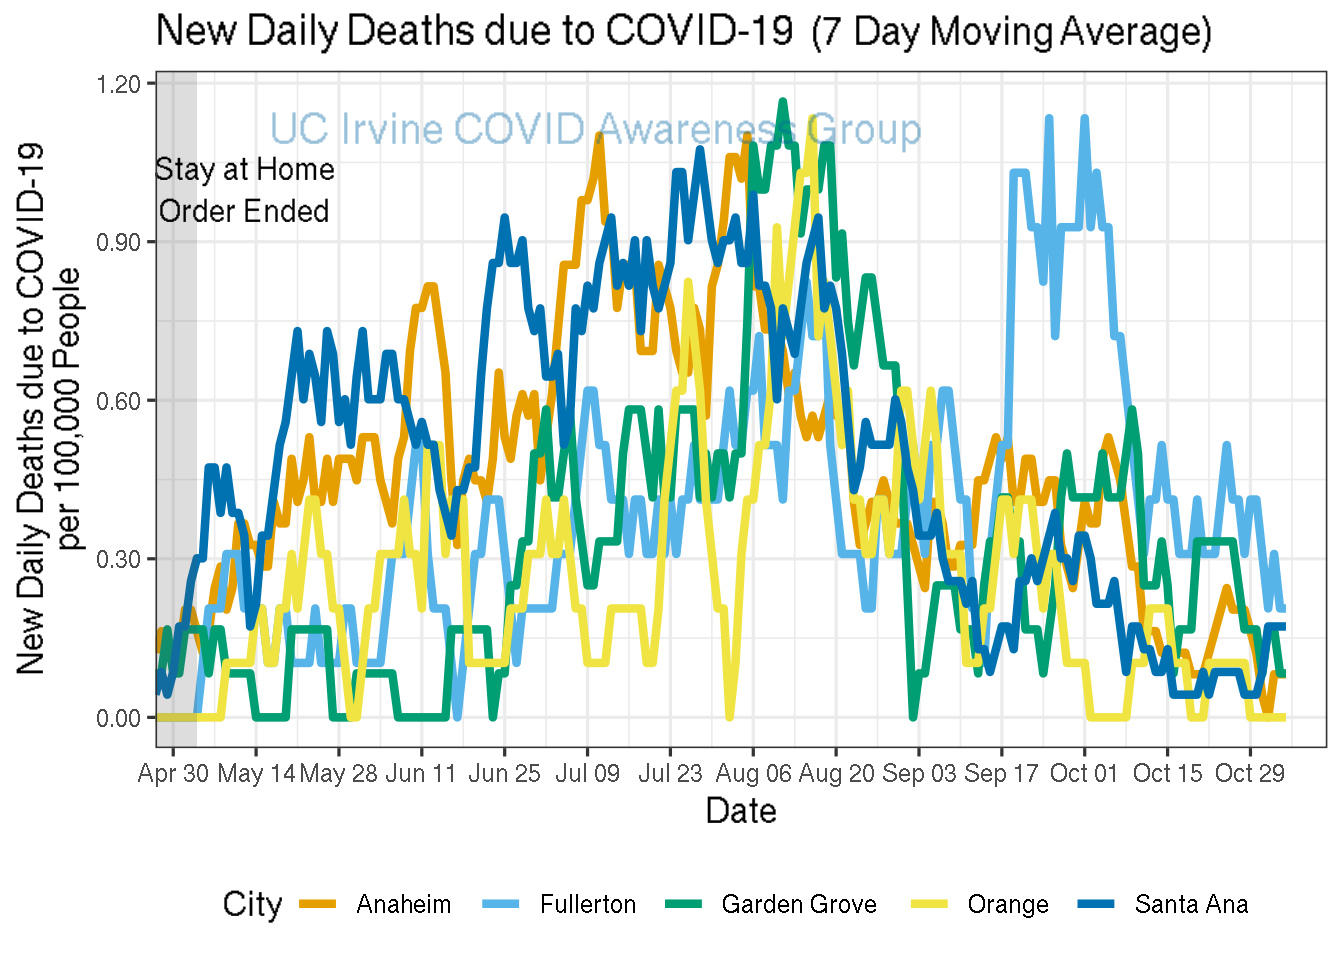 New Daily Deaths due to COVID-19 (7 Day Moving Average)
UC Irvine COVID Awareness Group
Stay at Home
Order Ended
New Daily Deaths due to COVID-19
per 100,000 People
1.20
0.90
0.60
0.30
0.00
Apr 30 May 14 May 28 Jun 11 Jun 25 Jul 09 Jul 23 Aug 06 Aug 20 Sep 03 Sep 17 Oct 01 Oct 15 Oct 29
Date
City Anaheim Fullerton Garden Grove Orange Santa Ana